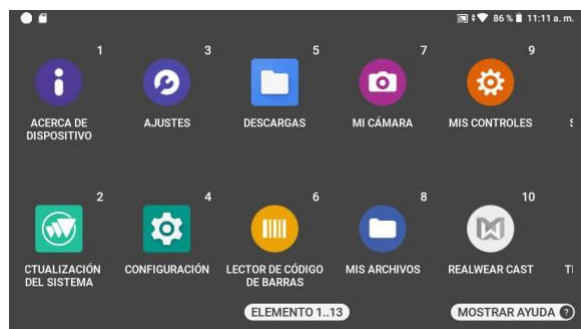 86 % 11:11 a. m.
1 3 5 7 9
ACERCA DE
DISPOSITIVO
AJUSTES
DESCARGAS
MI CÁMARA
MIS CONTROLES
2 4 6 8 10
CTUALIZACIÓN
DEL SISTEMA
CONFIGURACIÓN
LECTOR DE CÓDIGO
DE BARRAS
MIS ARCHIVOS
REALWEAR CAST
ELEMENTO 1..13
MOSTRAR AYUDA ?